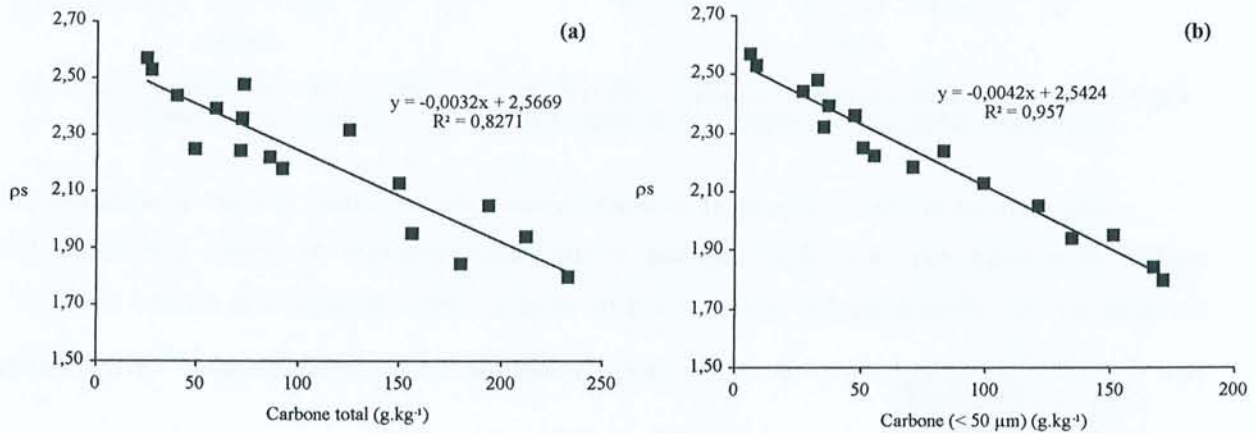 (a)
2,70
2,50
2,30
2,10
1,90
1,70
1,50
ρs
y = -0,0032x + 2,5669
R² = 0,8271
0 50 100 150 200 250
Carbone total (g.kg⁻¹)
(b)
2,70
2,50
2,30
2,10
1,90
1,70
1,50
ρs
y = -0,0042x + 2,5424
R² = 0,957
0 50 100 150 200
Carbone (< 50 µm) (g.kg⁻¹)